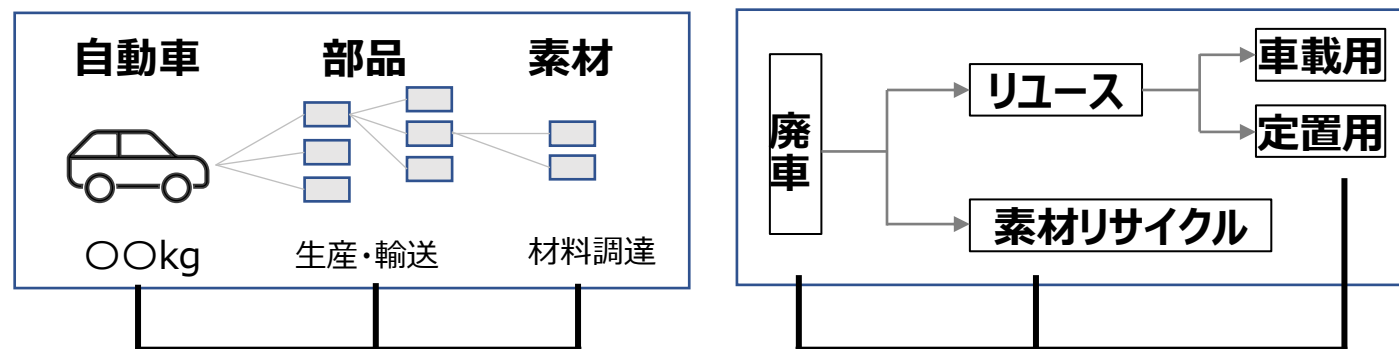 自動車
部品
素材
〇〇kg
生産・輸送
材料調達
廃車
リユース
素材リサイクル
車載用
定置用